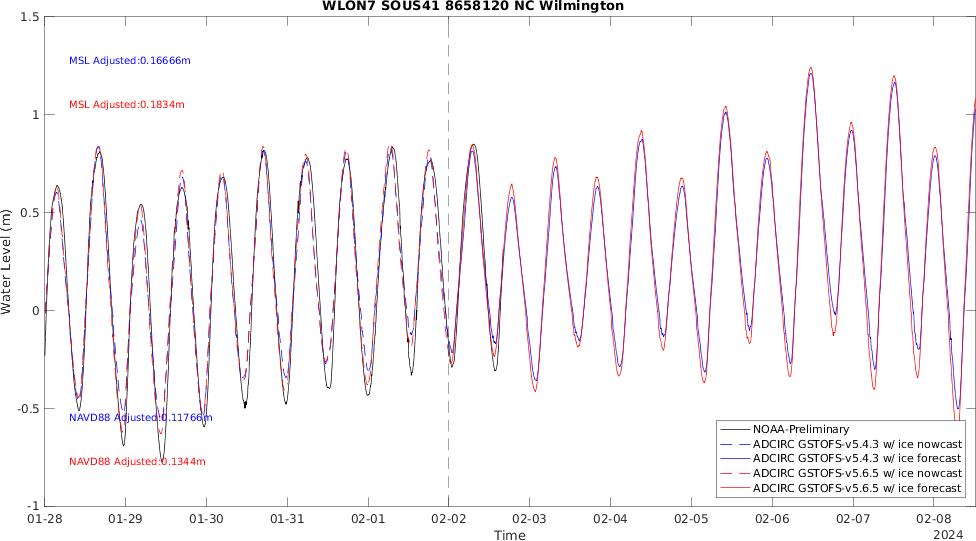 WLON7 SOUS41 8658120 NC Wilmington
1.5
MSL Adjusted:0.16666m
MSL Adjusted:0.1834m
1
0.5
Water Level (m)
0
-0.5
NAVD88 Adjusted:0.11766m
NAVD88 Adjusted:0.1344m
NOAA-Preliminary
ADCIRC GSTOFS-v5.4.3 w/ ice nowcast
ADCIRC GSTOFS-v5.4.3 w/ ice forecast
ADCIRC GSTOFS-v5.6.5 w/ ice nowcast
ADCIRC GSTOFS-v5.6.5 w/ ice forecast
-1
01-28 01-29 01-30 01-31 02-01 02-02 02-03 02-04 02-05 02-06 02-07 02-08
Time
2024